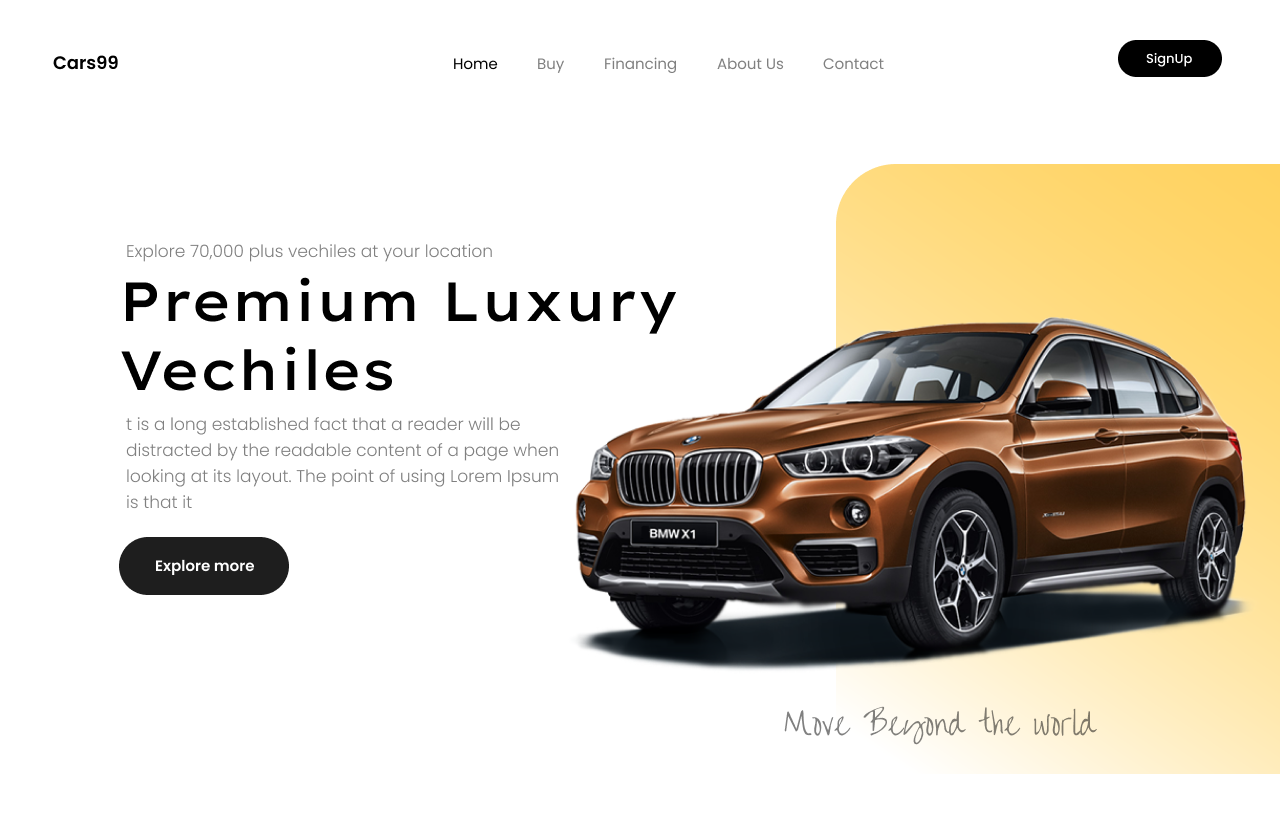 Cars99
Home Buy Financing About Us Contact
SignUp
Explore 70,000 plus vechiles at your location
Premium Luxury
Vechiles
t is a long established fact that a reader will be
distracted by the readable content of a page when
looking at its layout. The point of using Lorem Ipsum
is that it
Explore more
BMW X1
Move Beyond the world